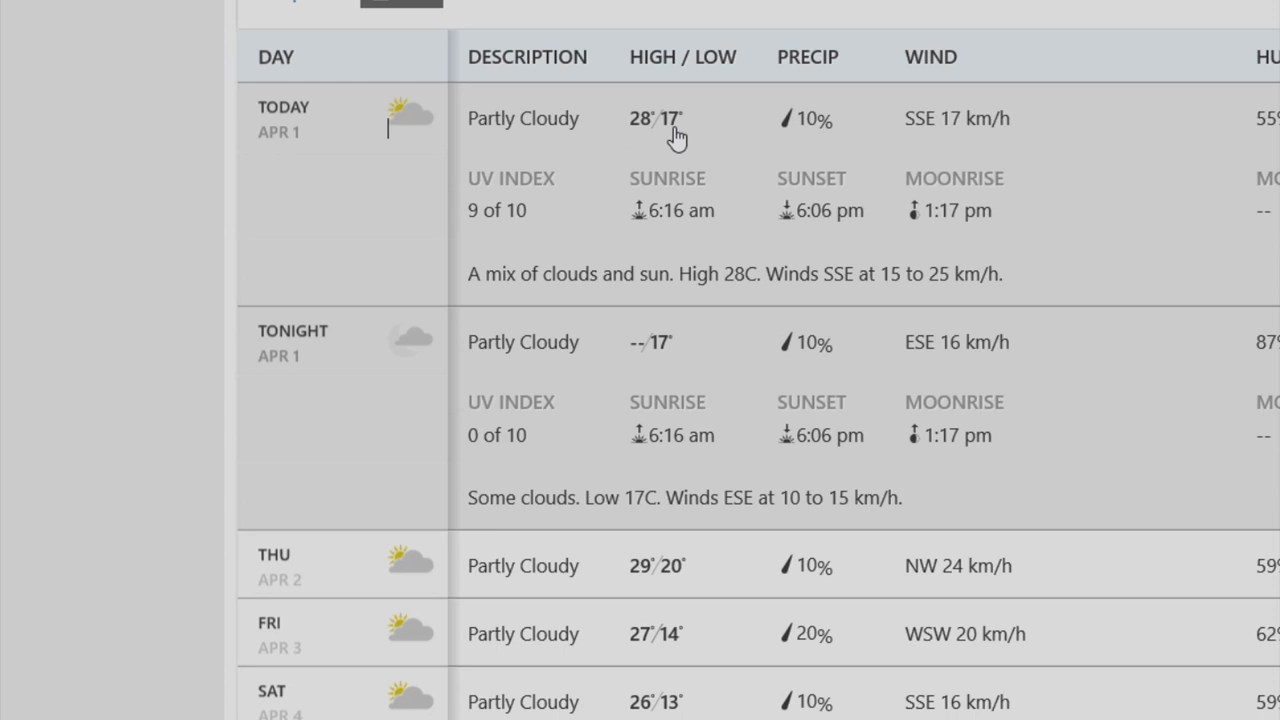 DAY DESCRIPTION HIGH / LOW PRECIP WIND
TODAY
APR 1
Partly Cloudy 28°/17° 10% SSE 17 km/h 55%
UV INDEX SUNRISE SUNSET MOONRISE
9 of 10 6:16 am 6:06 pm 1:17 pm --
A mix of clouds and sun. High 28C. Winds SSE at 15 to 25 km/h.
TONIGHT
APR 1
Partly Cloudy --/17° 10% ESE 16 km/h 87%
UV INDEX SUNRISE SUNSET MOONRISE
0 of 10 6:16 am 6:06 pm 1:17 pm --
Some clouds. Low 17C. Winds ESE at 10 to 15 km/h.
THU
APR 2
Partly Cloudy 29°/20° 10% NW 24 km/h 59%
FRI
APR 3
Partly Cloudy 27°/14° 20% WSW 20 km/h 62%
SAT
APR 4
Partly Cloudy 26°/13° 10% SSE 16 km/h 59%